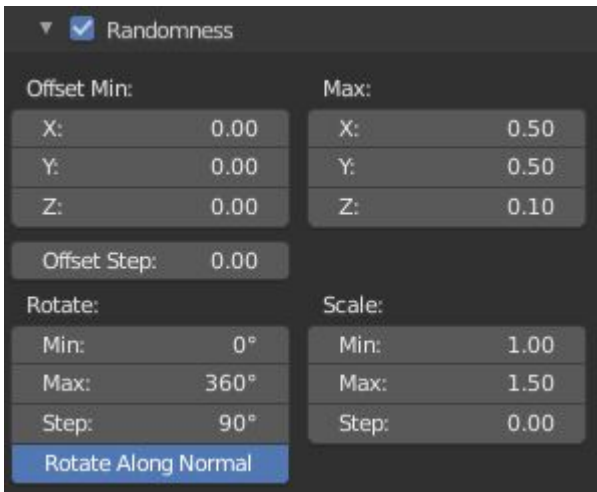 Randomness
Offset Min: Max:
X: 0.00 X: 0.50
Y: 0.00 Y: 0.50
Z: 0.00 Z: 0.10
Offset Step: 0.00
Rotate: Scale:
Min: 0° Min: 1.00
Max: 360° Max: 1.50
Step: 90° Step: 0.00
Rotate Along Normal